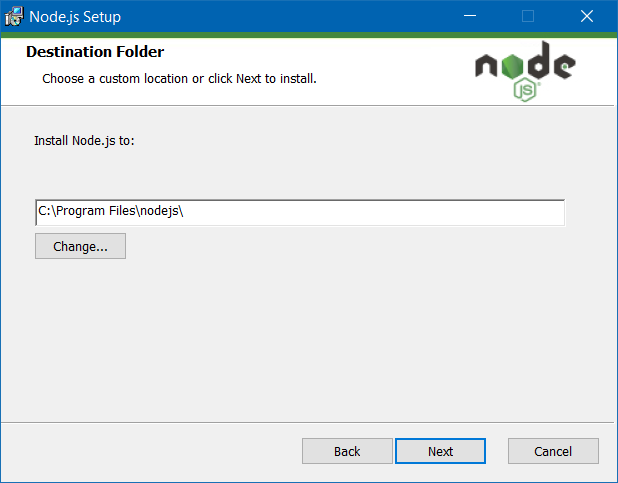 Node.js Setup
Destination Folder
Choose a custom location or click Next to install.
node
JS
Install Node.js to:
C:\Program Files\nodejs\
Change...
Back
Next
Cancel